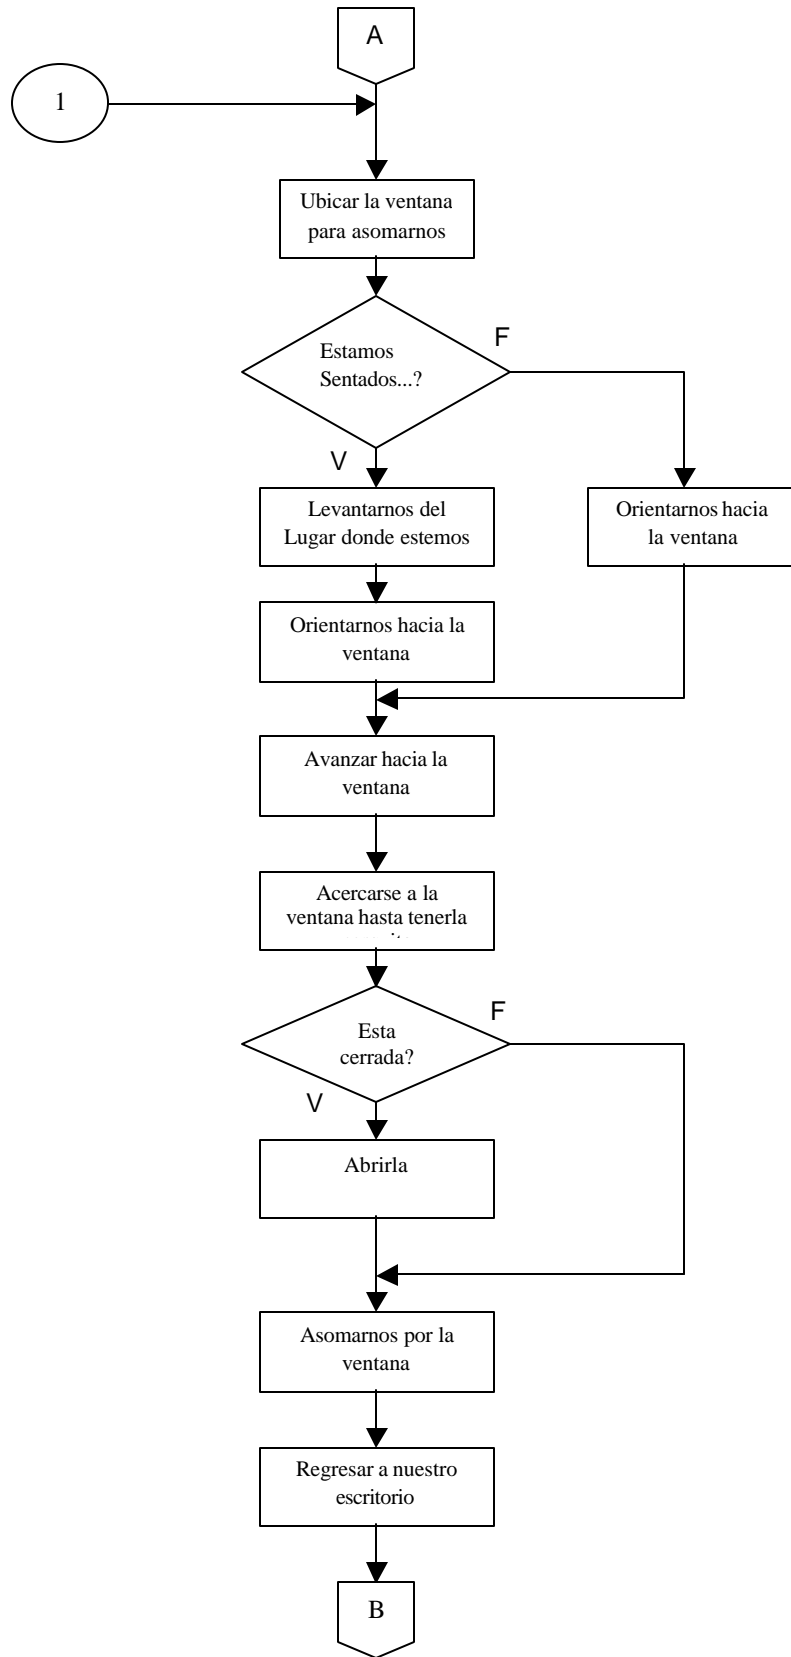 A
1
Ubicar la ventana
para asomarnos
F
Estamos
Sentados...?
V
Levantarnos del
Lugar donde estemos
Orientarnos hacia
la ventana
Orientarnos hacia la
ventana
Avanzar hacia la
ventana
Acercarse a la
ventana hasta tenerla
F
Esta
cerrada?
V
Abrirla
Asomarnos por la
ventana
Regresar a nuestro
escritorio
B